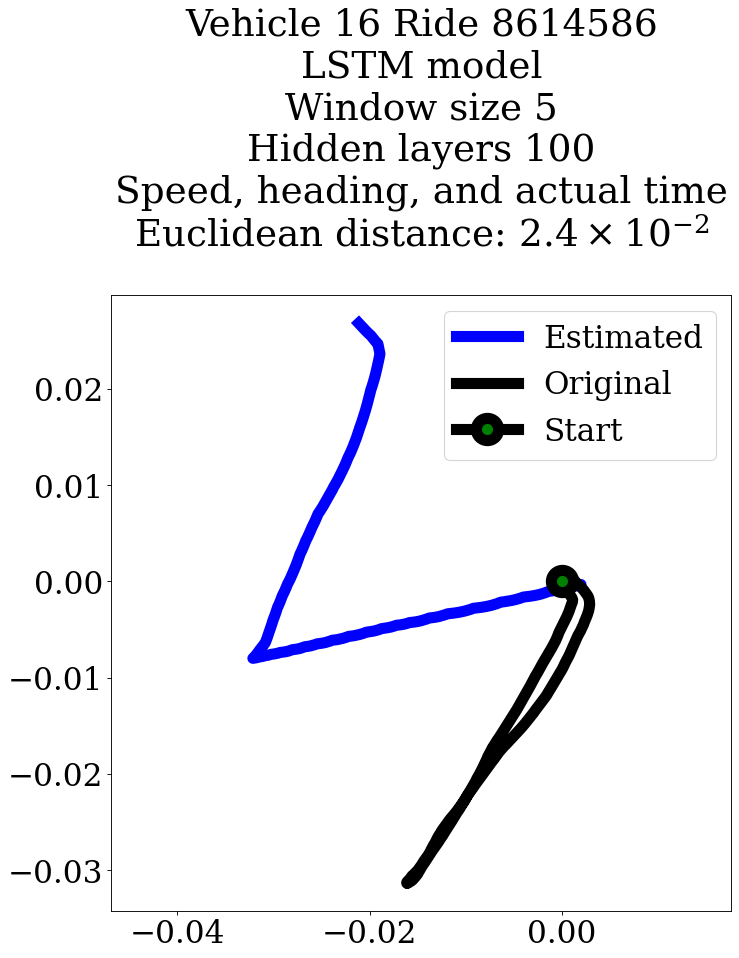 Vehicle 16 Ride 8614586
LSTM model
Window size 5
Hidden layers 100
Speed, heading, and actual time
Euclidean distance: 2.4 × 10⁻²
Estimated
Original
Start
0.02
0.01
0.00
−0.01
−0.02
−0.03
−0.04 −0.02 0.00